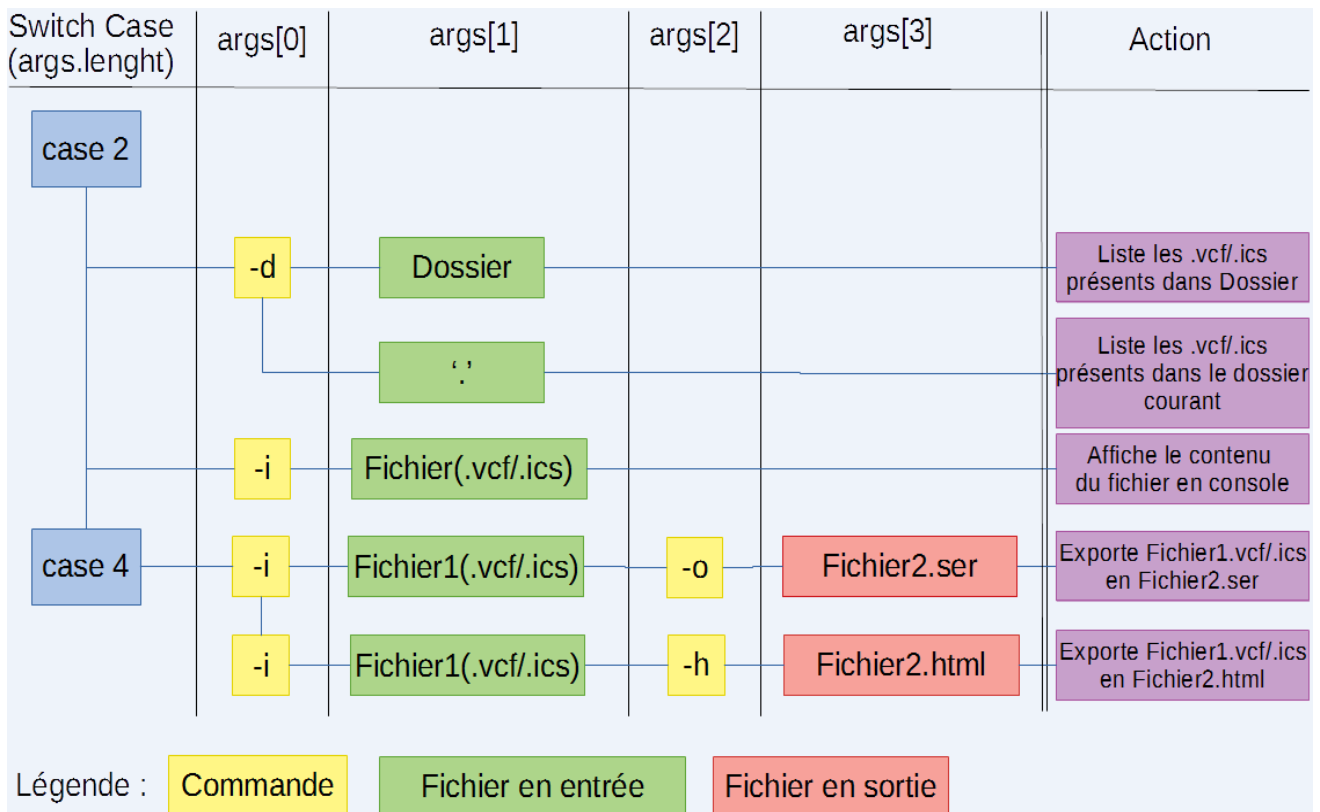 Switch Case
(args.lenght)
args[0]
args[1]
args[2]
args[3]
Action
case 2
-d
Dossier
Liste les .vcf/.ics
présents dans Dossier
‘.’
Liste les .vcf/.ics
présents dans le dossier
courant
-i
Fichier(.vcf/.ics)
Affiche le contenu
du fichier en console
case 4
-i
Fichier1(.vcf/.ics)
-o
Fichier2.ser
Exporte Fichier1.vcf/.ics
en Fichier2.ser
-i
Fichier1(.vcf/.ics)
-h
Fichier2.html
Exporte Fichier1.vcf/.ics
en Fichier2.html
Légende :
Commande
Fichier en entrée
Fichier en sortie